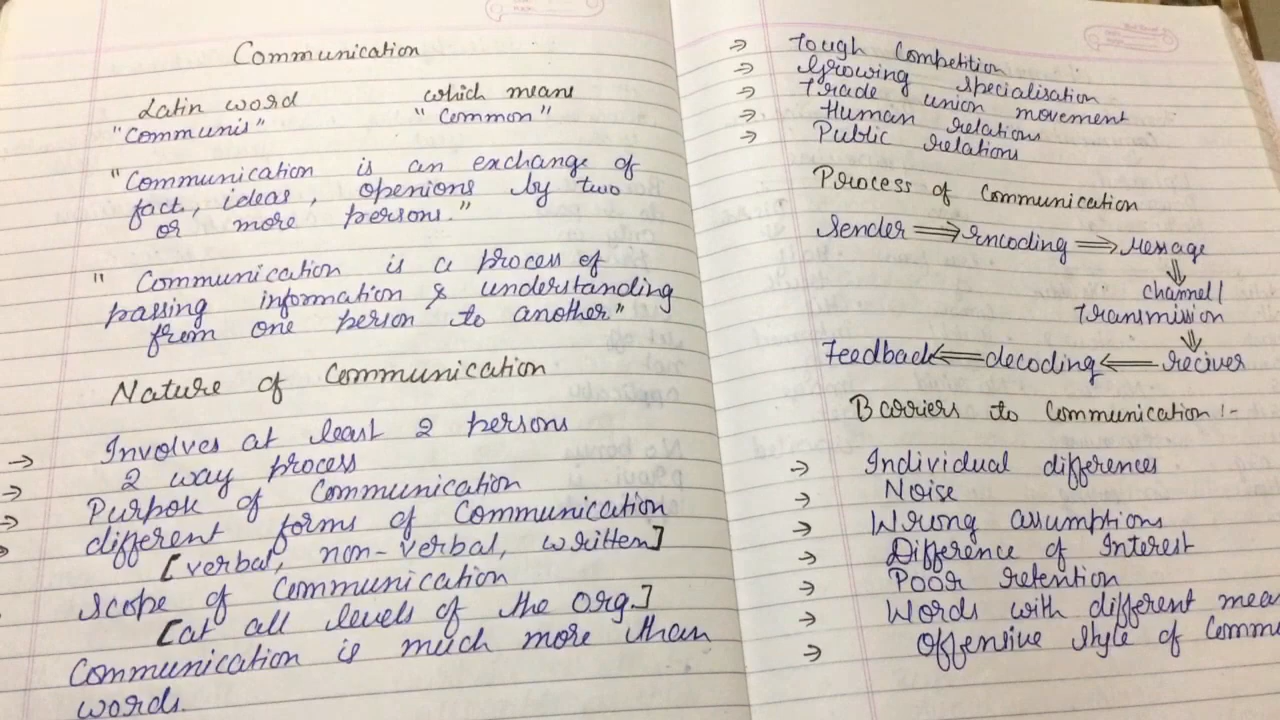 Communication
Latin word which means
"Communis" "Common"
"Communication is an exchange of
fact, ideas, openions by two
or more persons."
"Communication is a process of
passing information & understanding
from one person to another"
Nature of Communication
→ Involves at least 2 persons
→ 2 way process
→ Purpose of Communication
→ different forms of Communication
[verbal, non-verbal, written]
Scope of Communication
[at all levels of the org.]
Communication is much more than
words.
⇒ Tough Competition
⇒ Growing Specialisation
⇒ Trade union movement
⇒ Human relations
⇒ Public relations
Process of Communication
Sender ⇒ encoding ⇒ Message
⇓
channel/
Transmission
⇓
Feedback ⇐ decoding ⇐ reciver
Barriers to Communication :-
→ Individual differences
→ Noise
→ Wrong assumptions
→ Difference of Interest
→ Poor retention
→ Words with different
→ Offensive style of